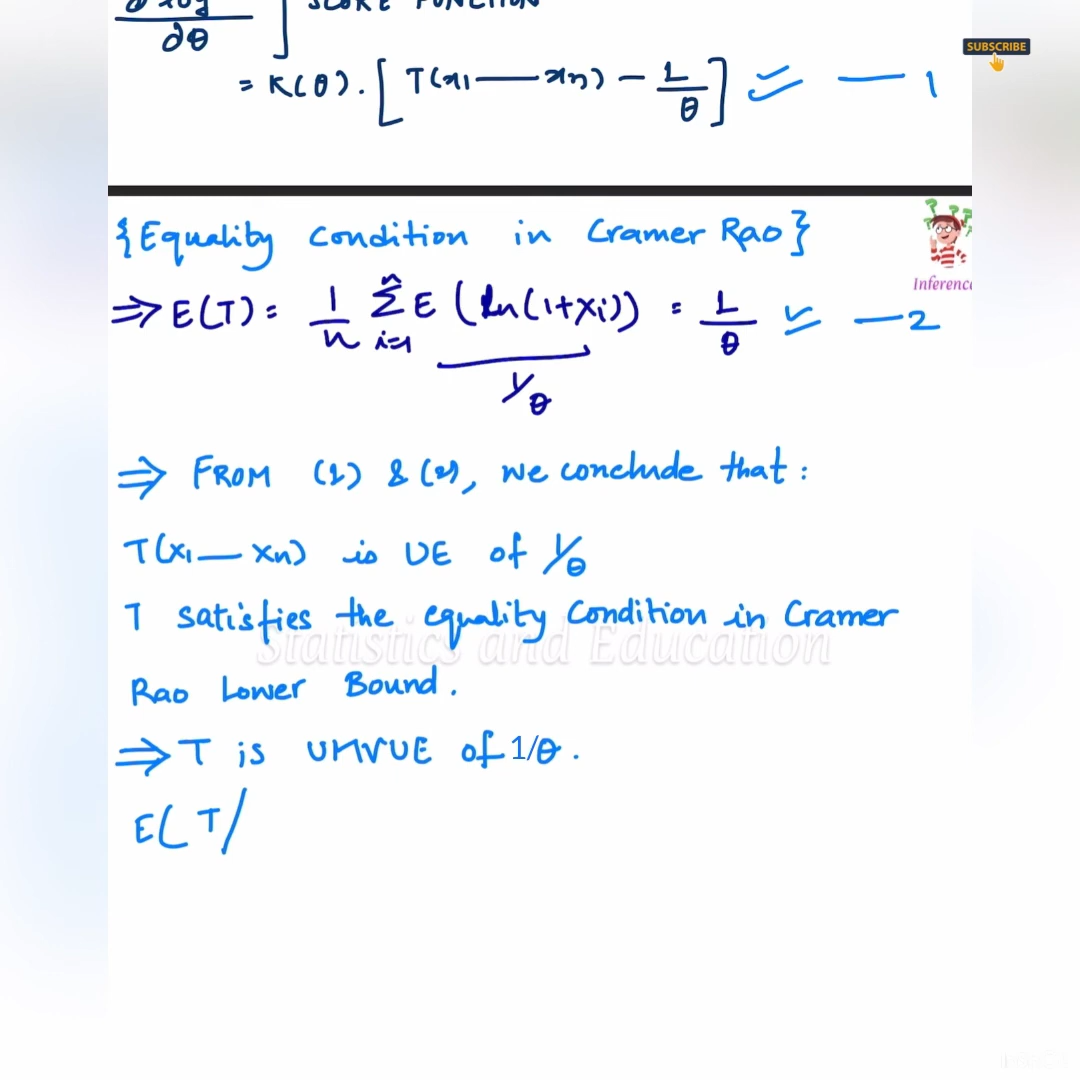 ∂θ
SUBSCRIBE
= K(θ) . [ T(x1 — xn) − 1/θ ] — 1
{Equality condition in Cramer Rao}
Inference
⇒ E(T) = 1/n Σ_{i=1}^{n} E (ln(1+Xi)) = 1/θ — 2
1/θ
⇒ FROM (1) & (2), we conclude that :
T(X1 — Xn) is UE of 1/θ
T satisfies the equality Condition in Cramer
Statistics and Education
Rao Lower Bound .
⇒ T is UMVUE of 1/θ .
E( T/